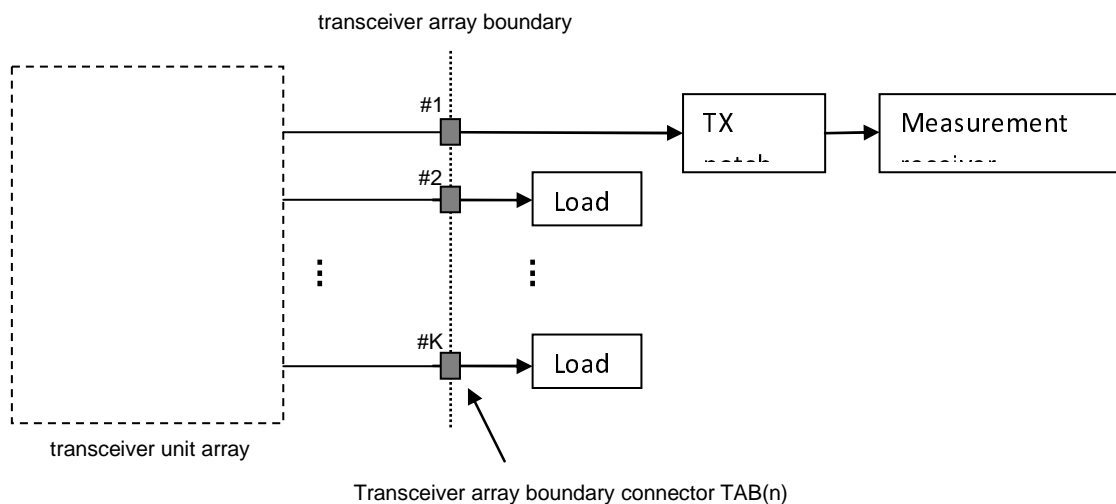 transceiver array boundary
#1
TX
Measurement
#2
Load
#K
Load
transceiver unit array
Transceiver array boundary connector TAB(n)